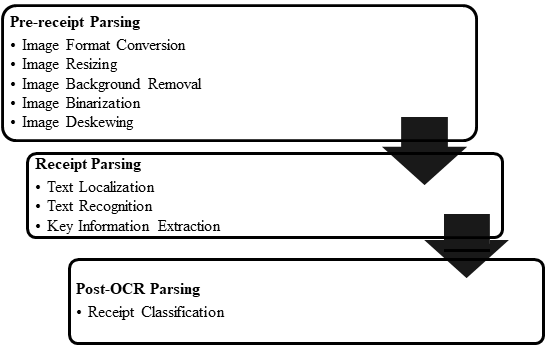 Pre-receipt Parsing
• Image Format Conversion
• Image Resizing
• Image Background Removal
• Image Binarization
• Image Deskewing
Receipt Parsing
• Text Localization
• Text Recognition
• Key Information Extraction
Post-OCR Parsing
• Receipt Classification